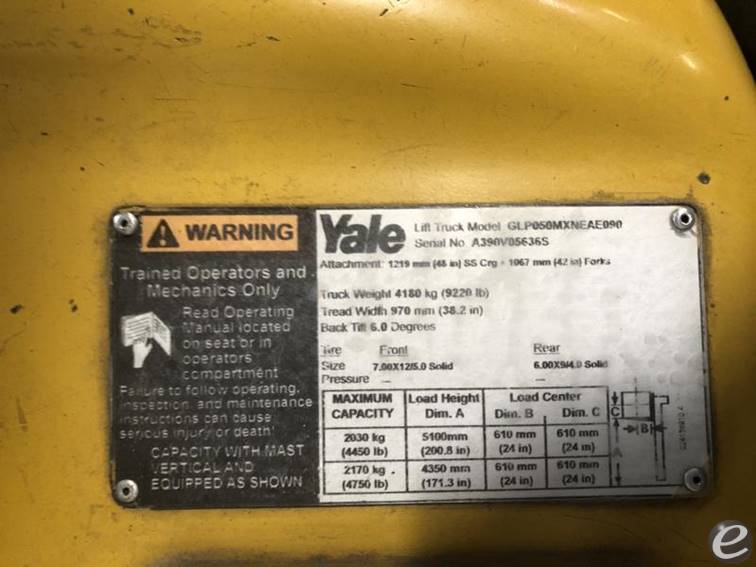 WARNING
Trained Operators and
Mechanics Only
Read Operating
Manual located
on seat or in
operators
compartment
Failure to follow operating,
inspection, and maintenance
instructions can cause
serious injury or death!
CAPACITY WITH MAST
VERTICAL AND
EQUIPPED AS SHOWN
Yale
Lift Truck Model GLP050MXNEAE090
Serial No A390V05636S
Attachment: 1219 mm (48 in) SS Crg - 1067 mm (42 in) Forks
Truck Weight 4180 kg (9220 lb)
Tread Width 970 mm (38.2 in)
Back Tilt 6.0 Degrees
Tire Front Rear
Size 7.00X12/5.0 Solid 6.00X9/4.0 Solid
Pressure --- ---
MAXIMUM CAPACITY Load Height Dim. A Load Center Dim. B Dim. C
2030 kg 5100mm 610 mm 610 mm
(4450 lb) (200.8 in) (24 in) (24 in)
2170 kg 4350 mm 610 mm 610 mm
(4750 lb) (171.3 in) (24 in) (24 in)
C
B
A
e